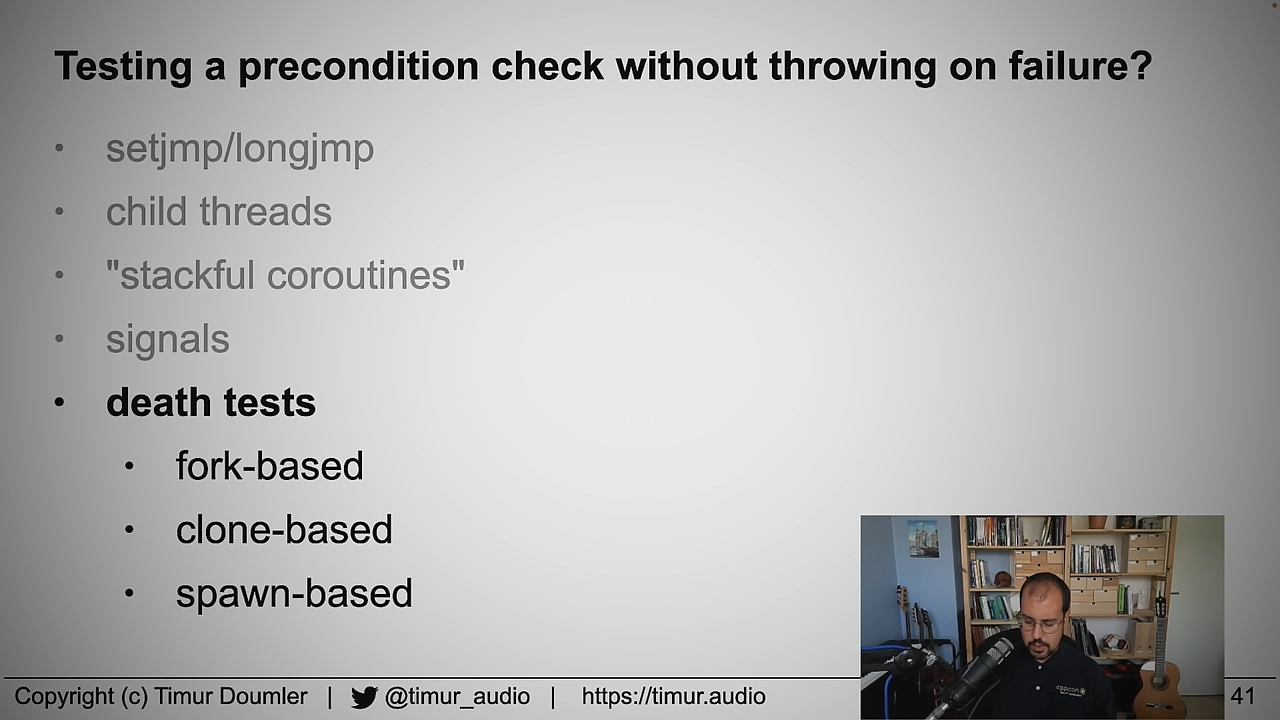 Testing a precondition check without throwing on failure?
• setjmp/longjmp
• child threads
• "stackful coroutines"
• signals
• death tests
• fork-based
• clone-based
• spawn-based
cppcon
Copyright (c) Timur Doumler | @timur_audio | https://timur.audio 41